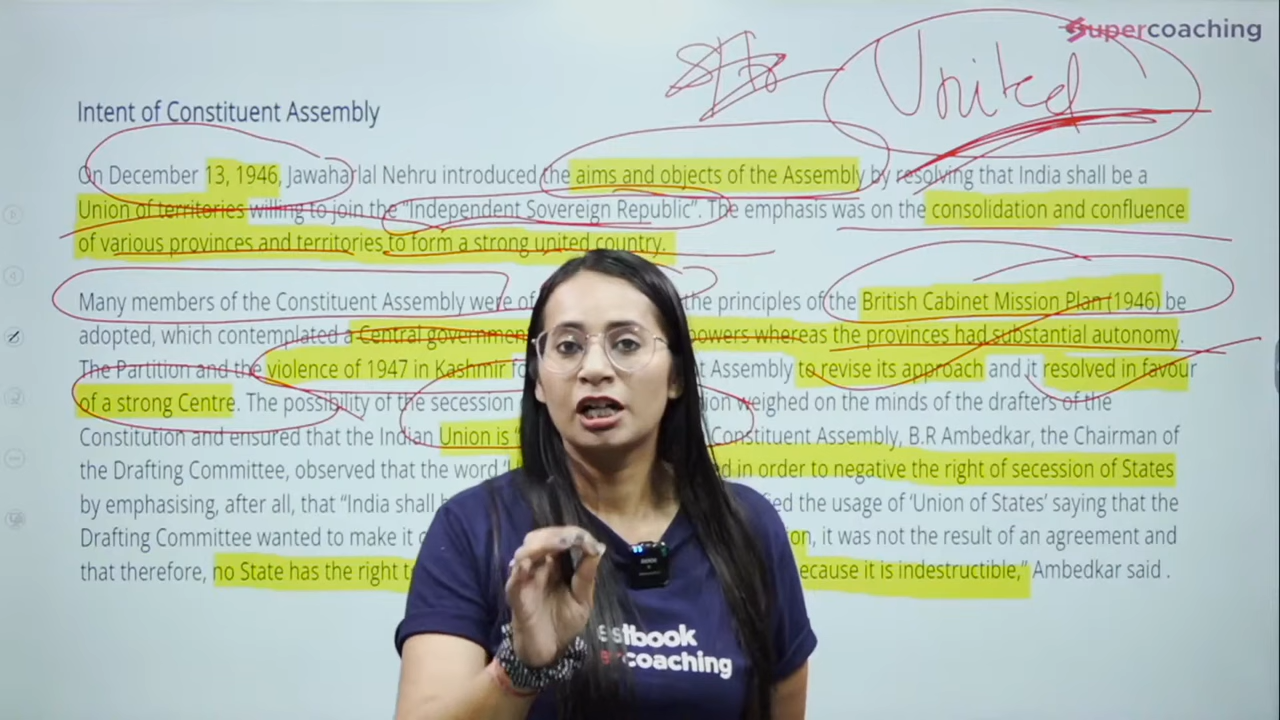 Supercoaching
United
Intent of Constituent Assembly
On December 13, 1946, Jawaharlal Nehru introduced the aims and objects of the Assembly by resolving that India shall be a
Union of territories willing to join the "Independent Sovereign Republic". The emphasis was on the consolidation and confluence
of various provinces and territories to form a strong united country.
Many members of the Constituent Assembly were of the principles of the British Cabinet Mission Plan (1946) be
adopted, which contemplated a Central government powers whereas the provinces had substantial autonomy.
The Partition and the violence of 1947 in Kashmir Assembly to revise its approach and it resolved in favour
of a strong Centre. The possibility of the secession weighed on the minds of the drafters of the
Constitution and ensured that the Indian Union is " Constituent Assembly, B.R Ambedkar, the Chairman of
the Drafting Committee, observed that the word in order to negative the right of secession of States
by emphasising, after all, that "India shall the usage of 'Union of States' saying that the
Drafting Committee wanted to make it it was not the result of an agreement and
that therefore, no State has the right because it is indestructible," Ambedkar said .
testbook
supercoaching